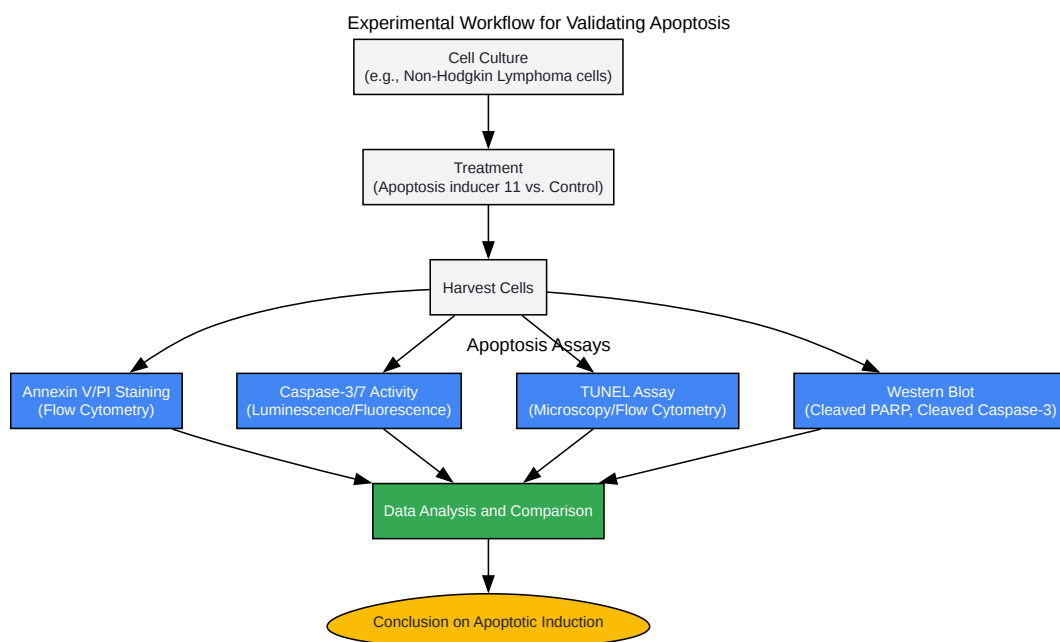 Experimental Workflow for Validating Apoptosis
Cell Culture
(e.g., Non-Hodgkin Lymphoma cells)
Treatment
(Apoptosis inducer 11 vs. Control)
Harvest Cells
Apoptosis Assays
Annexin V/PI Staining
(Flow Cytometry)
Caspase-3/7 Activity
(Luminescence/Fluorescence)
TUNEL Assay
(Microscopy/Flow Cytometry)
Western Blot
(Cleaved PARP, Cleaved Caspase-3)
Data Analysis and Comparison
Conclusion on Apoptotic Induction